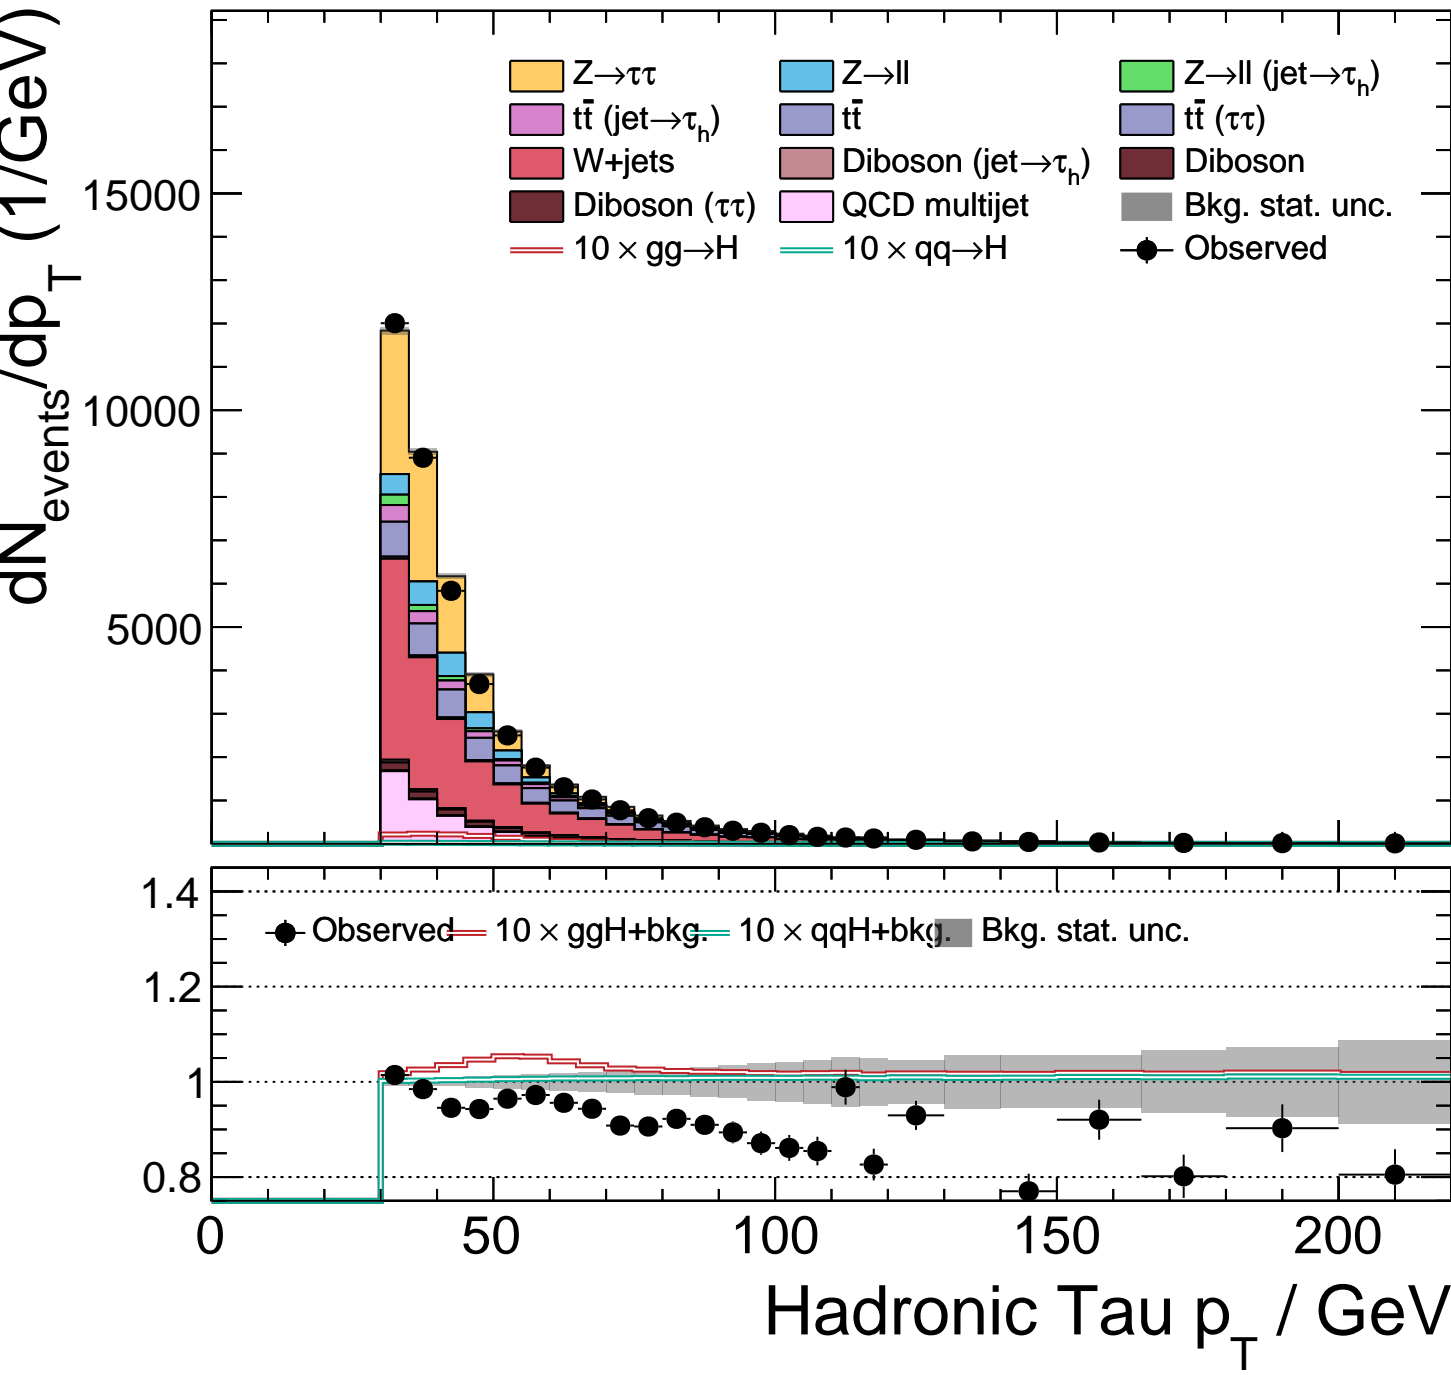 dN_events/dp_T (1/GeV)
Z→ττ Z→ll Z→ll (jet→τ_h)
tt̄ (jet→τ_h) tt̄ tt̄ (ττ)
W+jets Diboson (jet→τ_h) Diboson
Diboson (ττ) QCD multijet Bkg. stat. unc.
10 × gg→H 10 × qq→H Observed
15000
10000
5000
1.4
Observed 10 × ggH+bkg. 10 × qqH+bkg. Bkg. stat. unc.
1.2
1
0.8
0 50 100 150 200
Hadronic Tau p_T / GeV